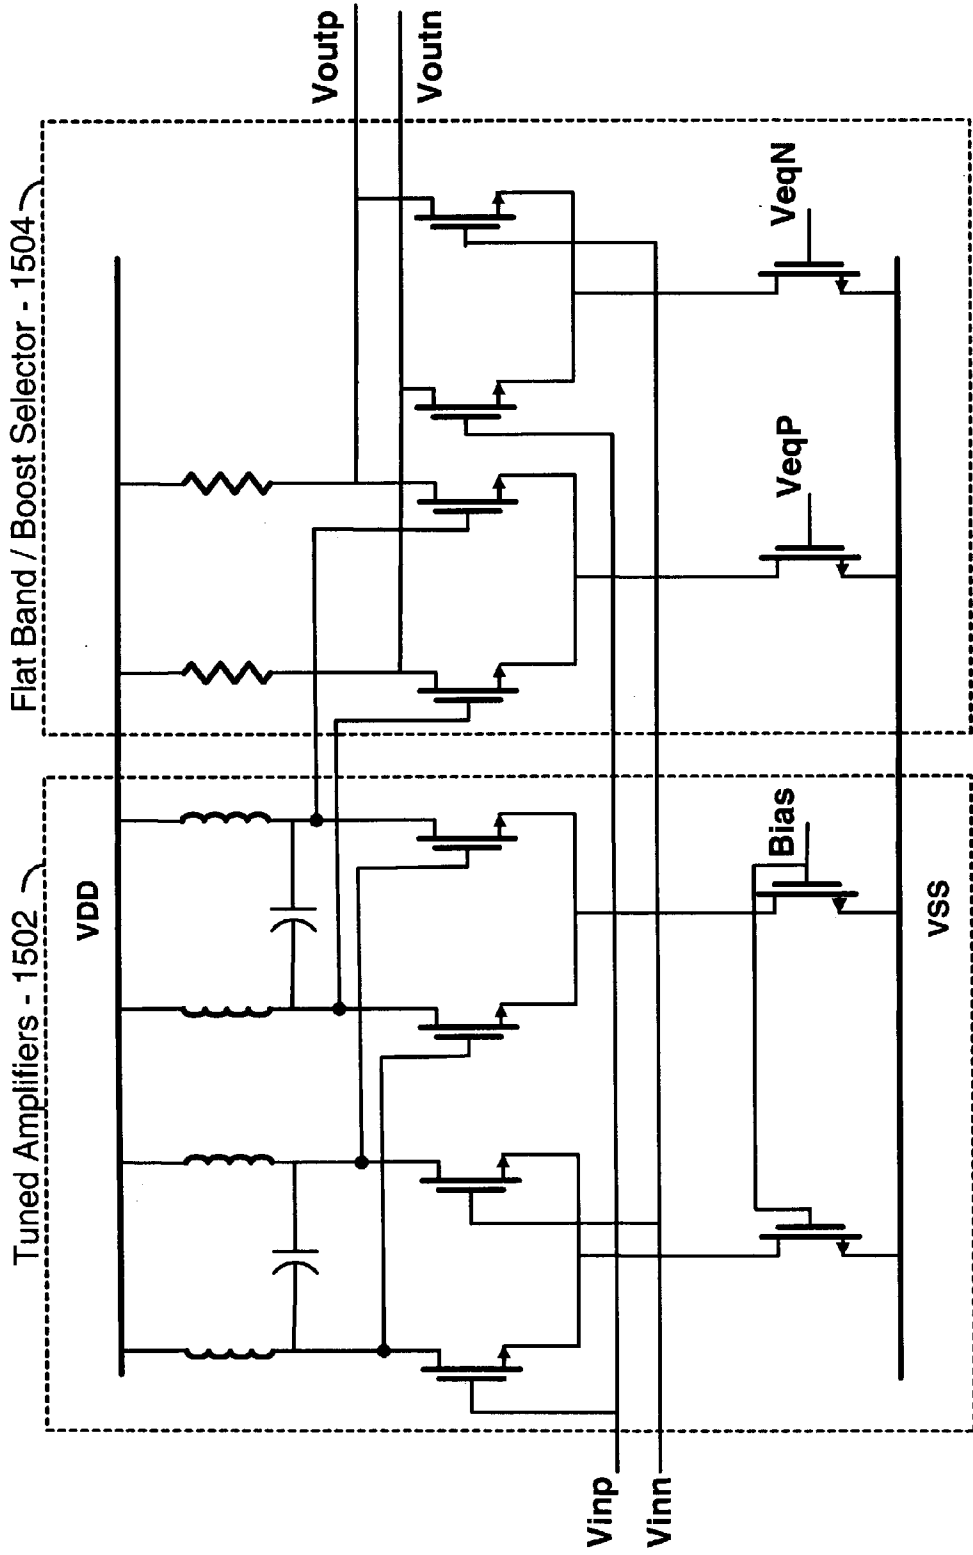 Tuned Amplifiers - 1502
Flat Band / Boost Selector - 1504
VDD
Voutp
Voutn
Vinp
Vinn
Bias
VeqP
VeqN
VSS